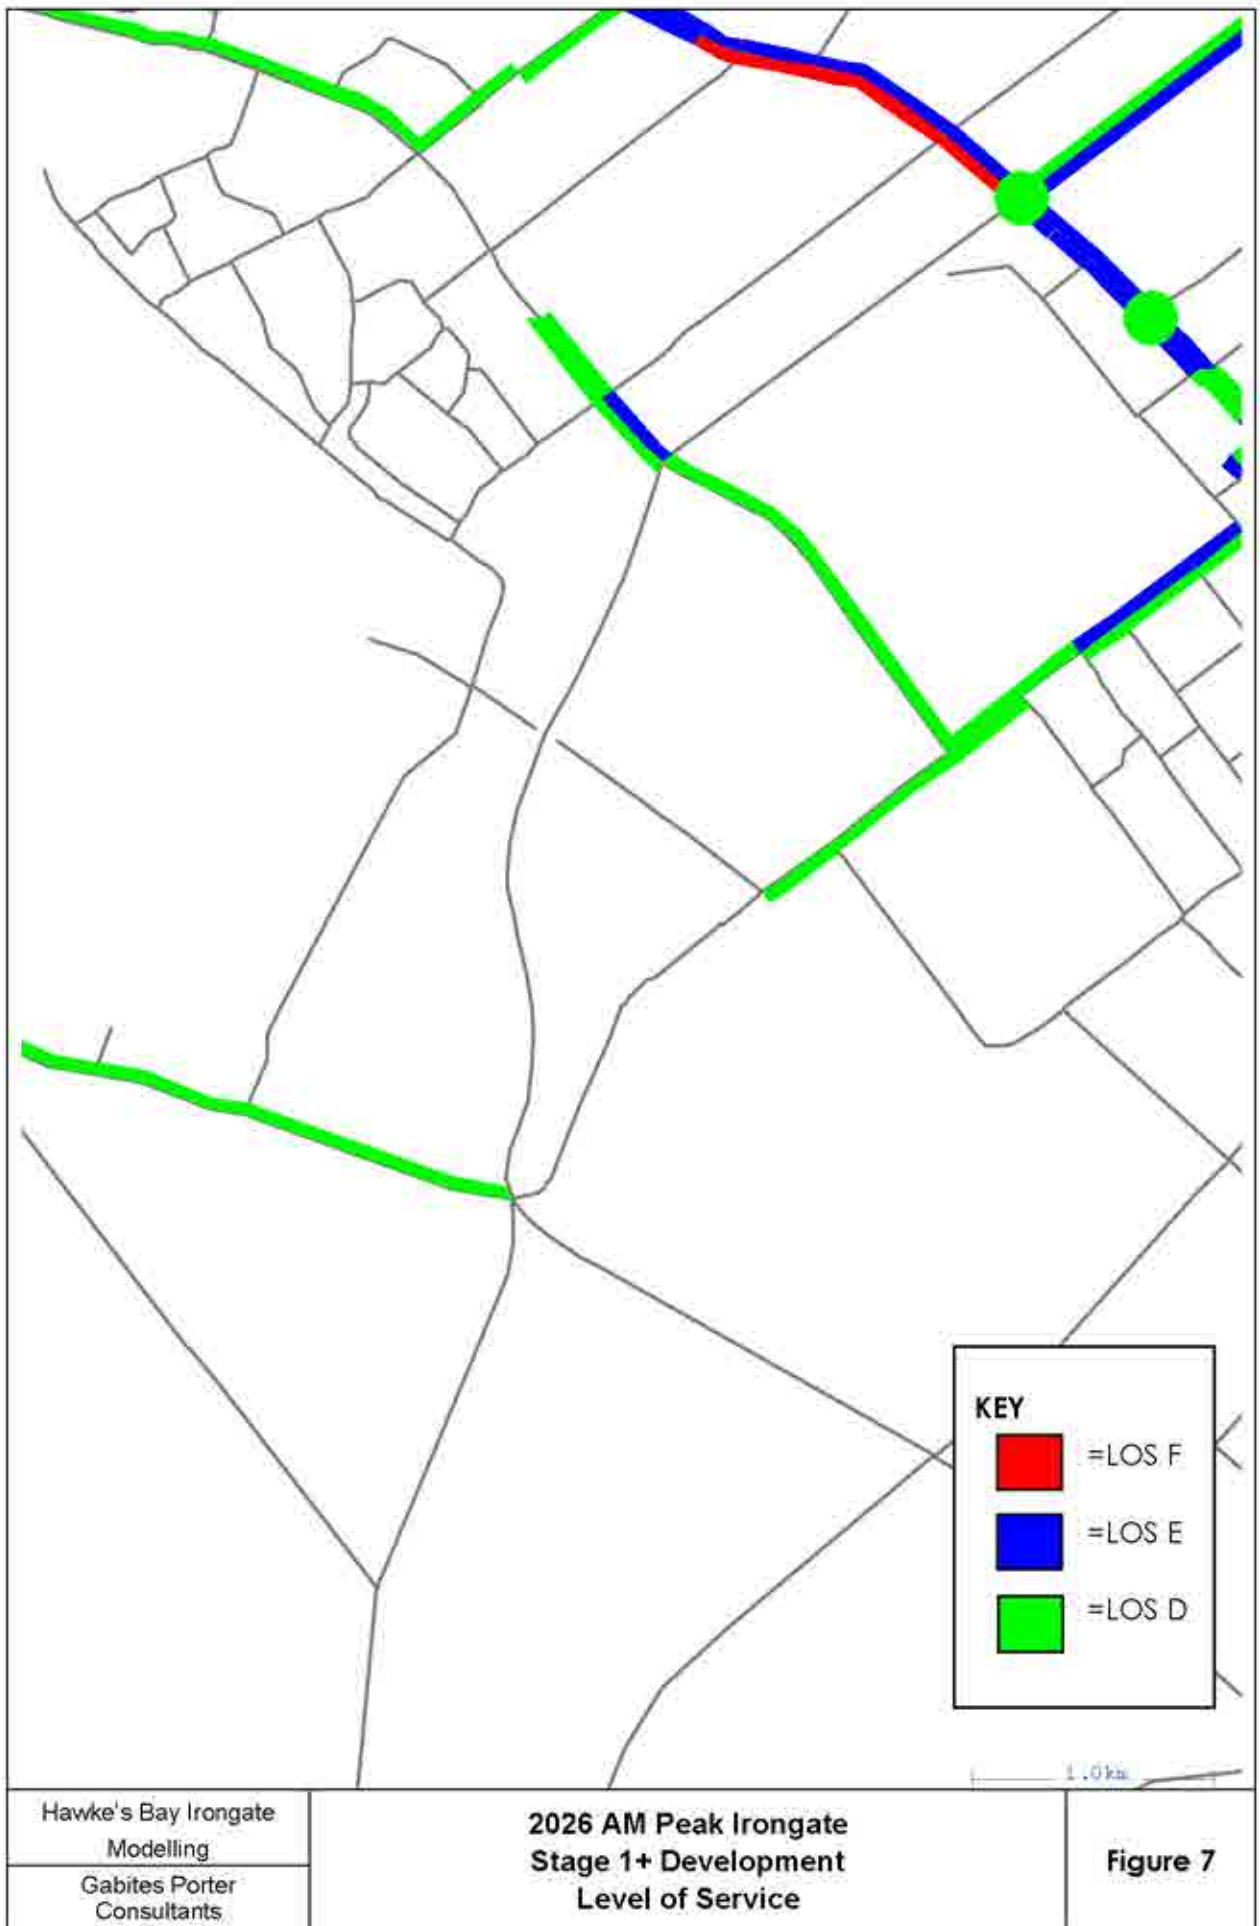 KEY
=LOS F
=LOS E
=LOS D
1.0km
Hawke's Bay Irongate
Modelling
Gabites Porter
Consultants
2026 AM Peak Irongate
Stage 1+ Development
Level of Service
Figure 7